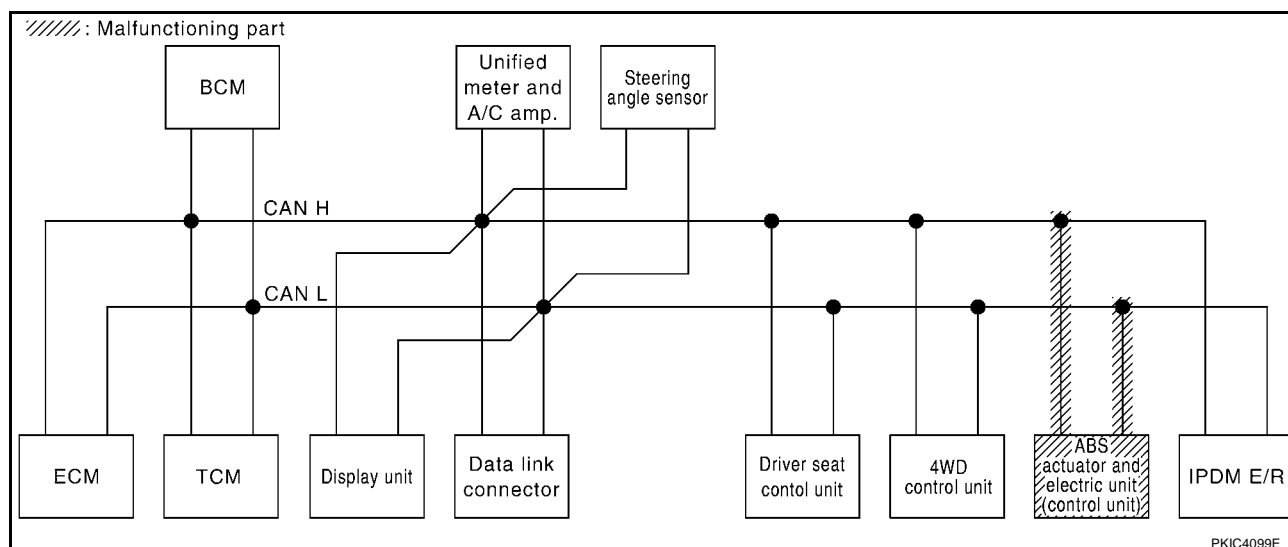 : Malfunctioning part
BCM
Unified
meter and
A/C amp.
Steering
angle sensor
CAN H
CAN L
ECM
TCM
Display unit
Data link
connector
Driver seat
contol unit
4WD
control unit
ABS
actuator and
electric unit
(control unit)
IPDM E/R
PKIC4099E